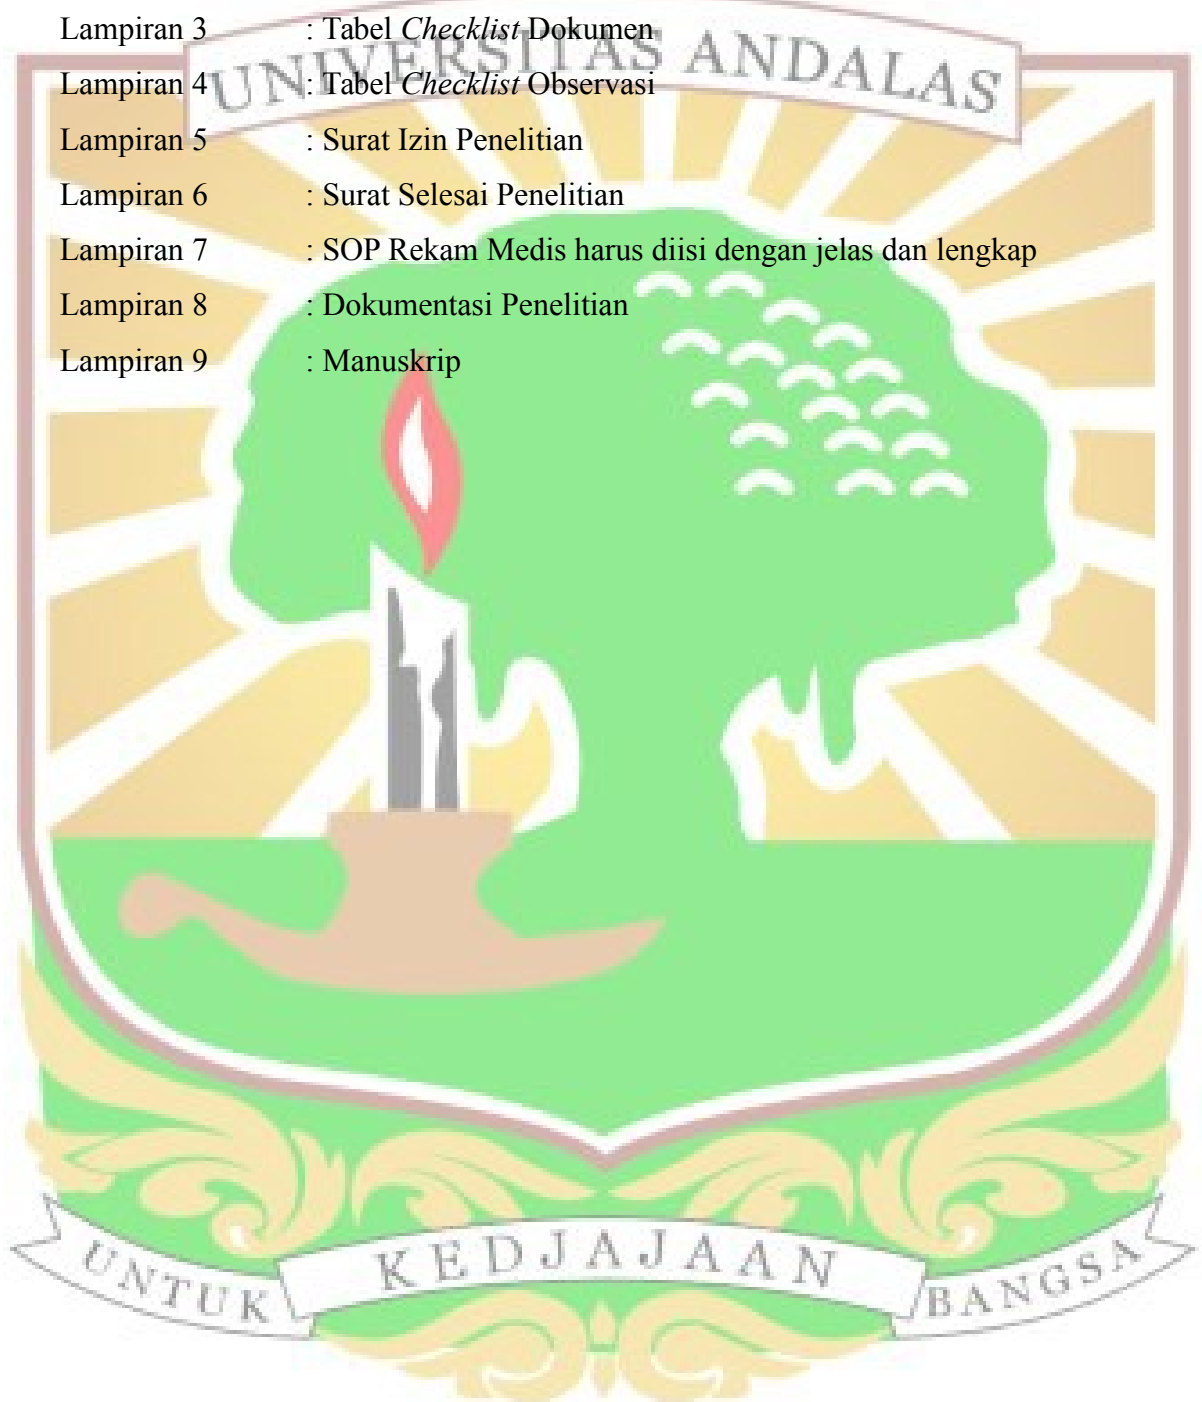 Lampiran 3 : Tabel Checklist Dokumen
UNIVERSITAS ANDALAS
Lampiran 4 : Tabel Checklist Observasi
Lampiran 5 : Surat Izin Penelitian
Lampiran 6 : Surat Selesai Penelitian
Lampiran 7 : SOP Rekam Medis harus diisi dengan jelas dan lengkap
Lampiran 8 : Dokumentasi Penelitian
Lampiran 9 : Manuskrip
UNTUK KEDJAJAAN BANGSA